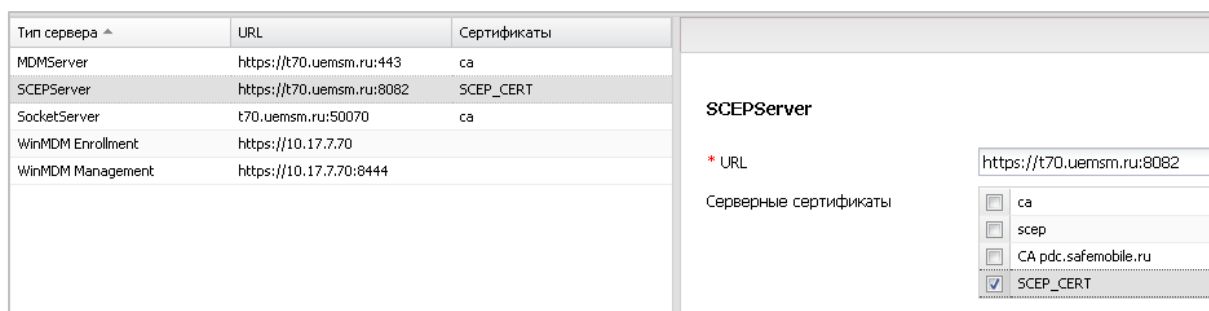 Тип сервера URL Сертификаты
MDMServer https://t70.uemsm.ru:443 ca
SCEPServer https://t70.uemsm.ru:8082 SCEP_CERT
SocketServer t70.uemsm.ru:50070 ca
WinMDM Enrollment https://10.17.7.70
WinMDM Management https://10.17.7.70:8444
SCEPServer
* URL https://t70.uemsm.ru:8082
Серверные сертификаты ca
scep
CA pdc.safemobile.ru
SCEP_CERT